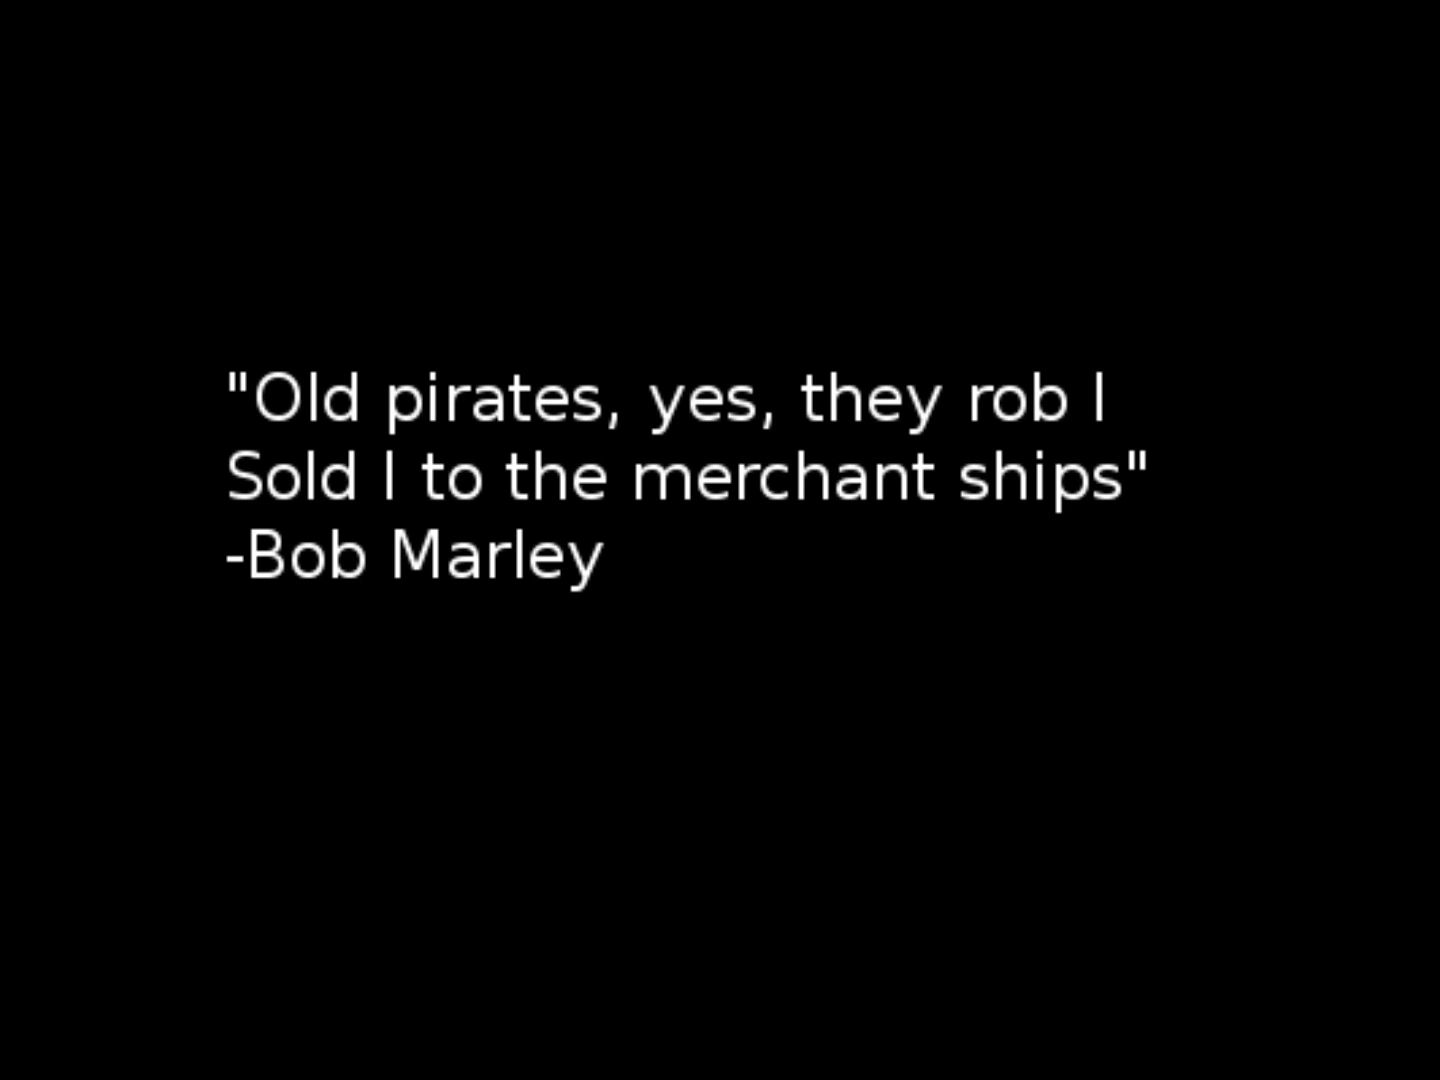 "Old pirates, yes, they rob I
Sold I to the merchant ships"
-Bob Marley